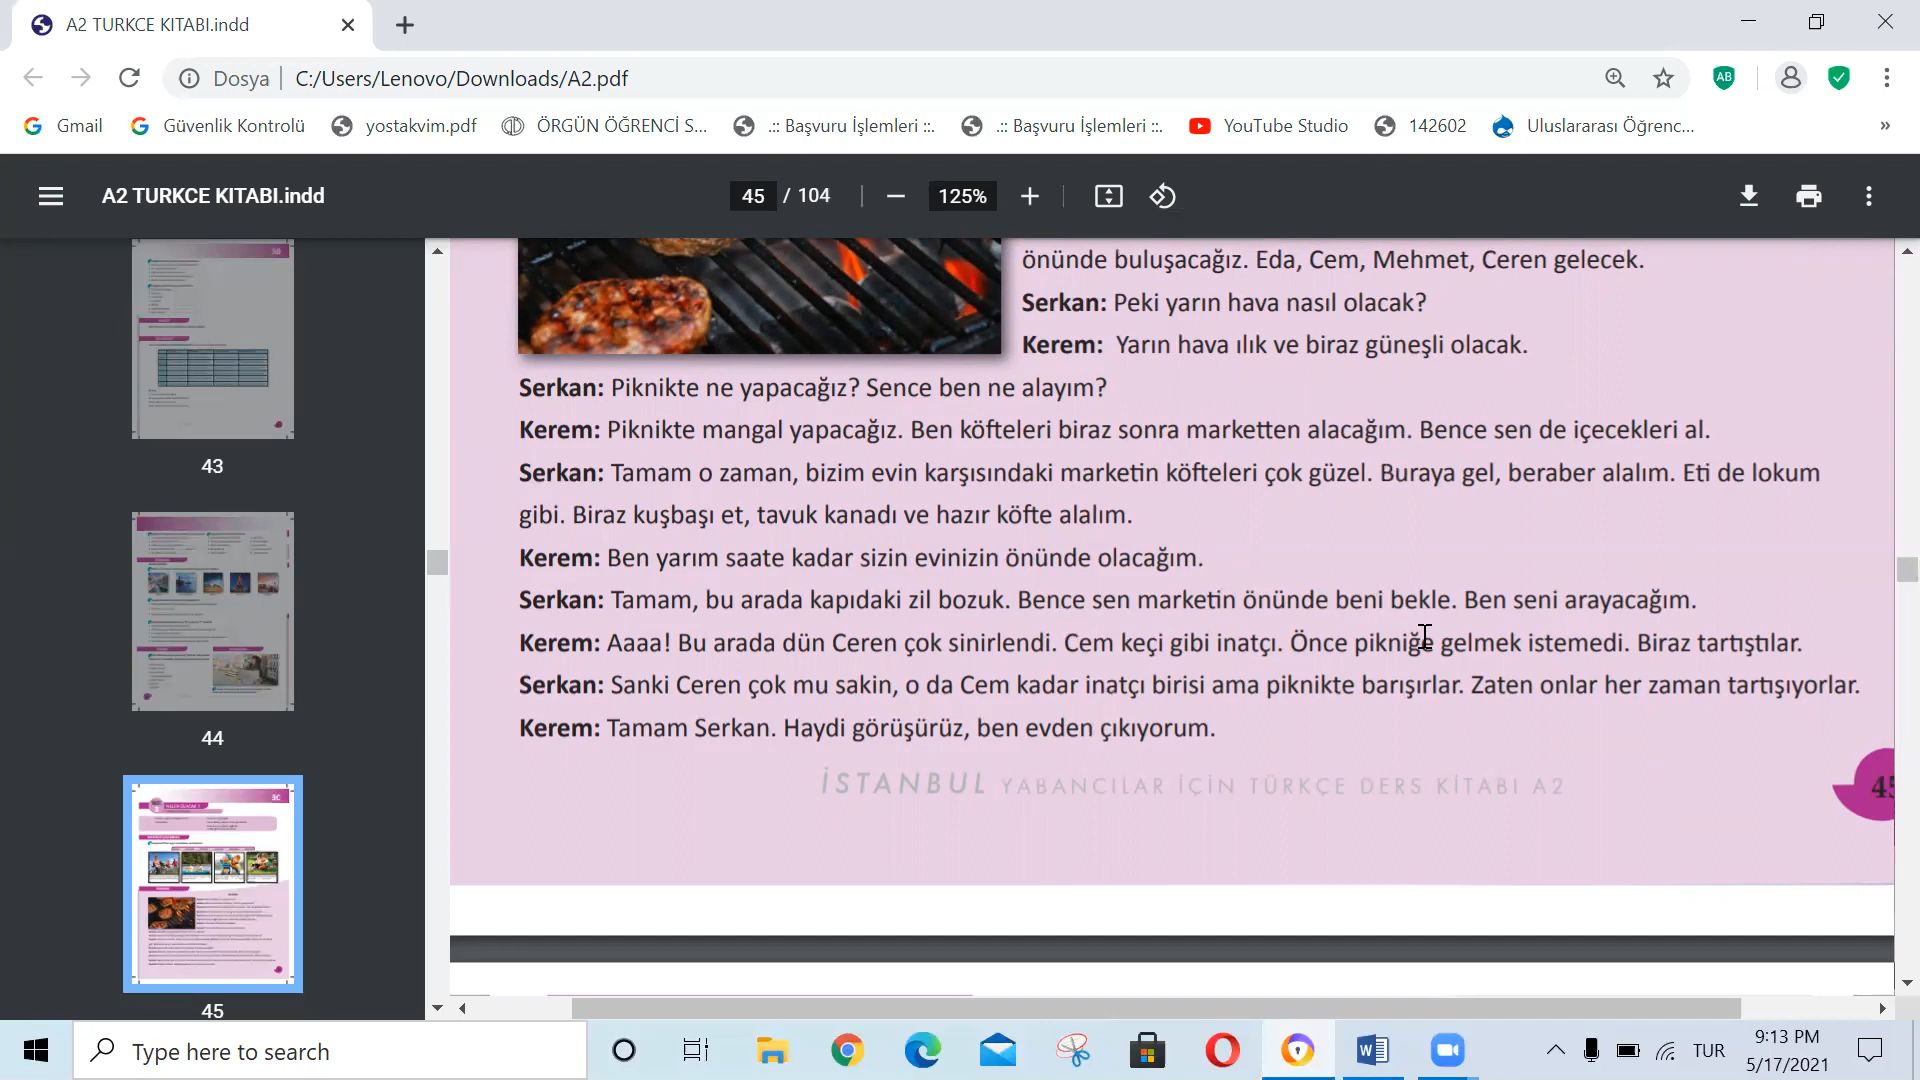 A2 TURKCE KITABI.indd
Dosya C:/Users/Lenovo/Downloads/A2.pdf
AB
Gmail Güvenlik Kontrolü yostakvim.pdf ÖRGÜN ÖĞRENCİ S... .:: Başvuru İşlemleri ::. .:: Başvuru İşlemleri ::. YouTube Studio 142602 Uluslararası Öğrenc... »
A2 TURKCE KITABI.indd 45 / 104 125%
önünde buluşacağız. Eda, Cem, Mehmet, Ceren gelecek.
Serkan: Peki yarın hava nasıl olacak?
Kerem: Yarın hava ılık ve biraz güneşli olacak.
Serkan: Piknikte ne yapacağız? Sence ben ne alayım?
Kerem: Piknikte mangal yapacağız. Ben köfteleri biraz sonra marketten alacağım. Bence sen de içecekleri al.
Serkan: Tamam o zaman, bizim evin karşısındaki marketin köfteleri çok güzel. Buraya gel, beraber alalım. Eti de lokum
gibi. Biraz kuşbaşı et, tavuk kanadı ve hazır köfte alalım.
Kerem: Ben yarım saate kadar sizin evinizin önünde olacağım.
Serkan: Tamam, bu arada kapıdaki zil bozuk. Bence sen marketin önünde beni bekle. Ben seni arayacağım.
Kerem: Aaaa! Bu arada dün Ceren çok sinirlendi. Cem keçi gibi inatçı. Önce pikniğe gelmek istemedi. Biraz tartıştılar.
Serkan: Sanki Ceren çok mu sakin, o da Cem kadar inatçı birisi ama piknikte barışırlar. Zaten onlar her zaman tartışıyorlar.
Kerem: Tamam Serkan. Haydi görüşürüz, ben evden çıkıyorum.
İSTANBUL YABANCILAR İÇİN TÜRKÇE DERS KİTABI A2
45
43
44
45
Type here to search
TUR
9:13 PM
5/17/2021